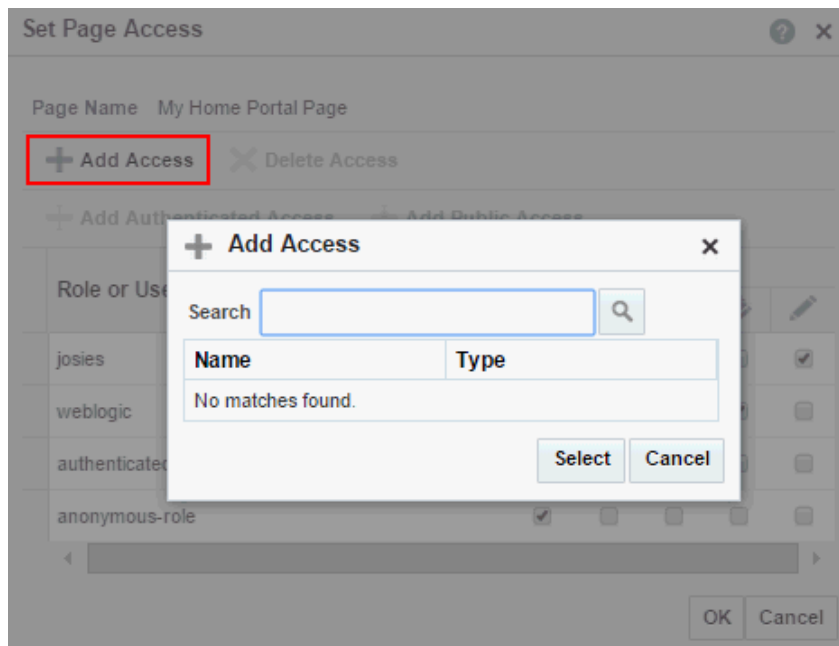 Set Page Access
Page Name My Home Portal Page
Add Access Delete Access
Add Authenticated Access Add Public Access
Add Access
Role or Use
Search
Name Type
No matches found.
josies
weblogic
authenticated
Select Cancel
anonymous-role
OK Cancel